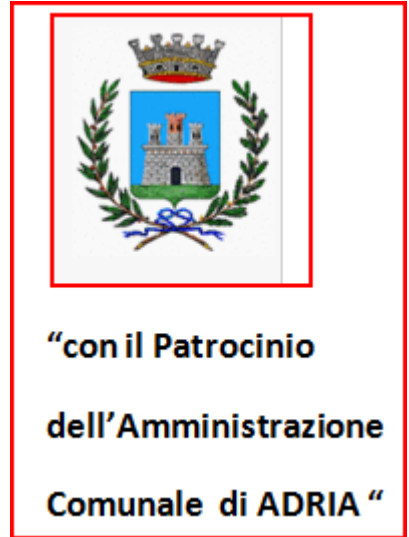 “con il Patrocinio
dell’Amministrazione
Comunale di ADRIA “